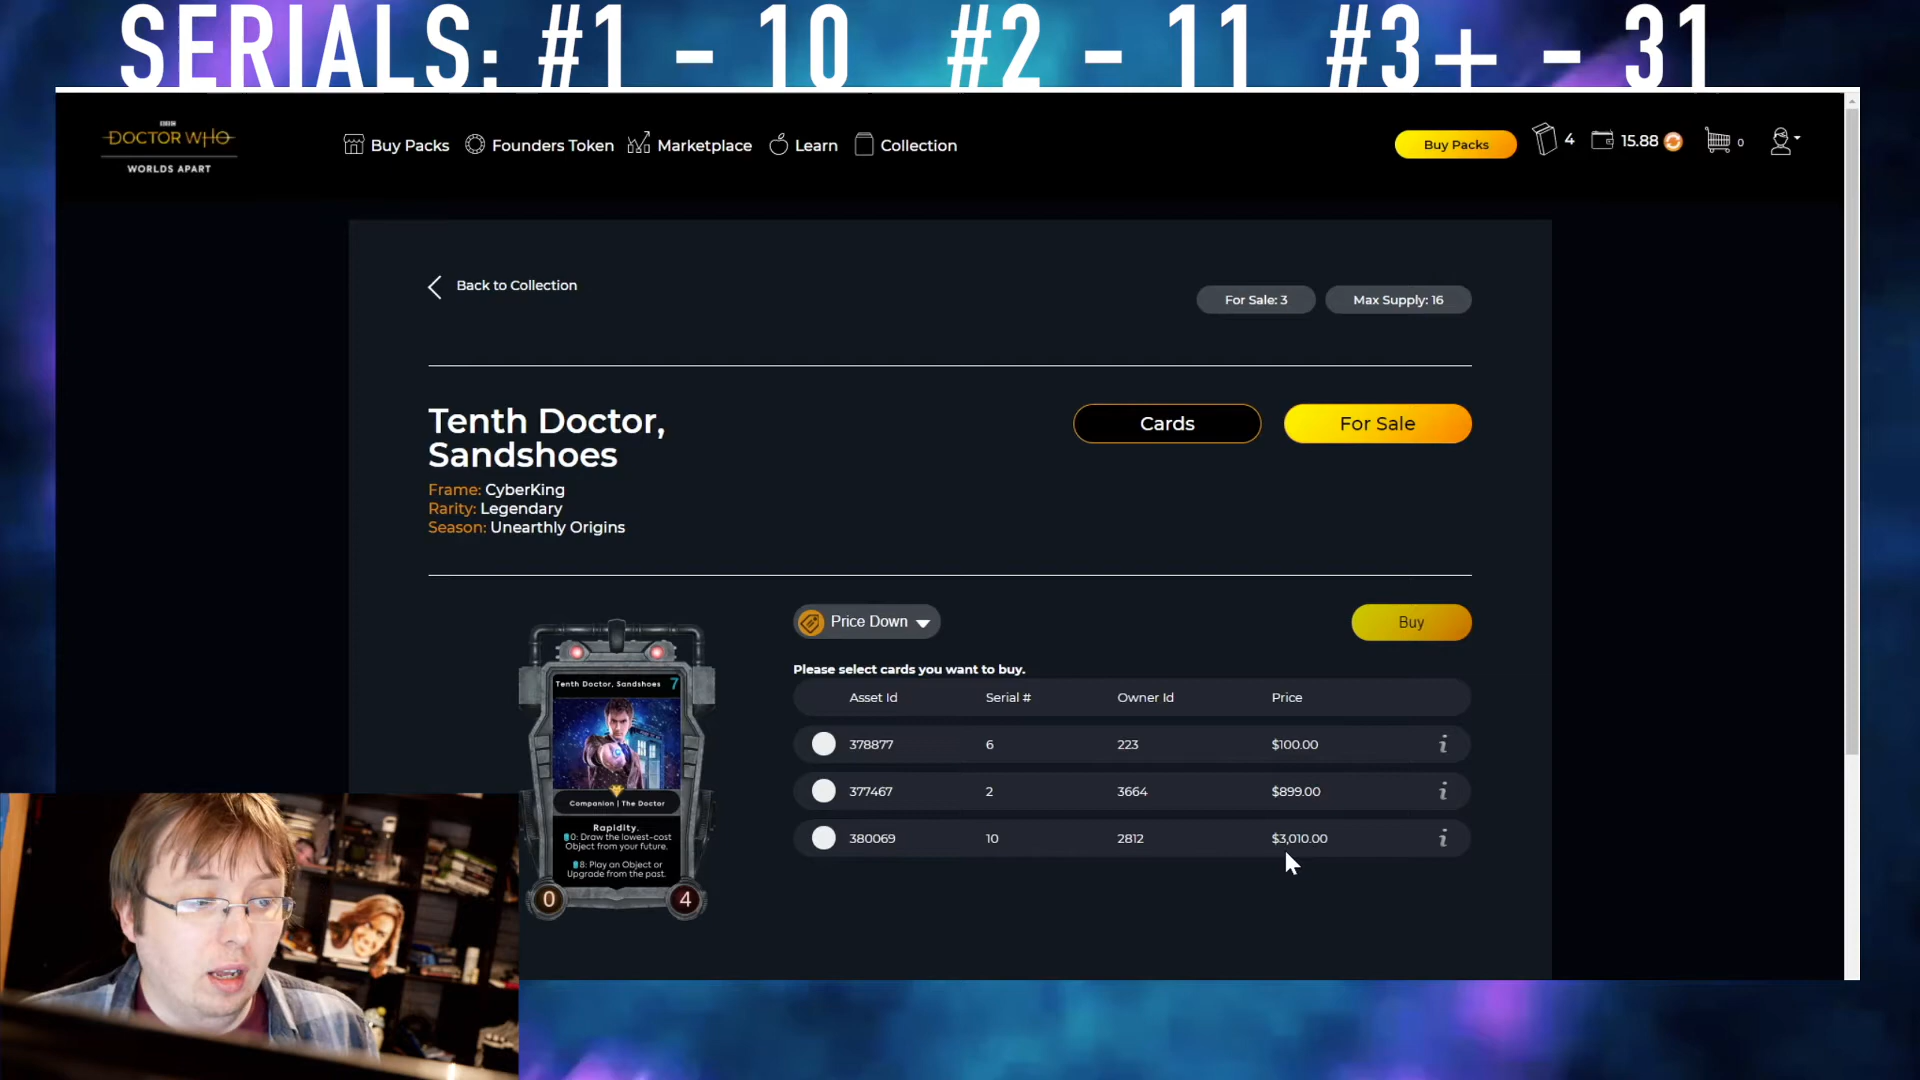 SERIALS: #1 - 10 #2 - 11 #3+ - 31
BBC
DOCTOR WHO
WORLDS APART
Buy Packs
Founders Token
Marketplace
Learn
Collection
Buy Packs
4
15.88
0
Back to Collection
For Sale: 3
Max Supply: 16
Tenth Doctor,
Sandshoes
Cards
For Sale
Frame: CyberKing
Rarity: Legendary
Season: Unearthly Origins
Price Down
Buy
Please select cards you want to buy.
Asset Id Serial # Owner Id Price
378877 6 223 $100.00 i
377467 2 3664 $899.00 i
380069 10 2812 $3,010.00 i
Tenth Doctor, Sandshoes 7
Companion | The Doctor
Rapidity.
0: Draw the lowest-cost
Object from your future.
8: Play an Object or
Upgrade from the past.
0 4